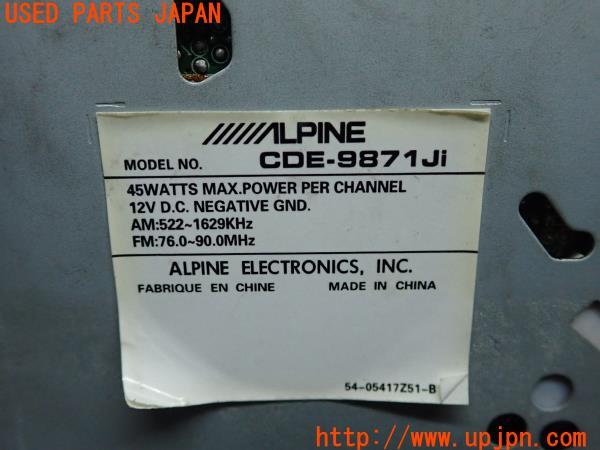 USED PARTS JAPAN
ALPINE
MODEL NO. CDE-9871Ji
45WATTS MAX.POWER PER CHANNEL
12V D.C. NEGATIVE GND.
AM:522~1629KHz
FM:76.0~90.0MHz
ALPINE ELECTRONICS, INC.
FABRIQUE EN CHINE MADE IN CHINA
54-05417Z51-B
http://www.upjpn.com/